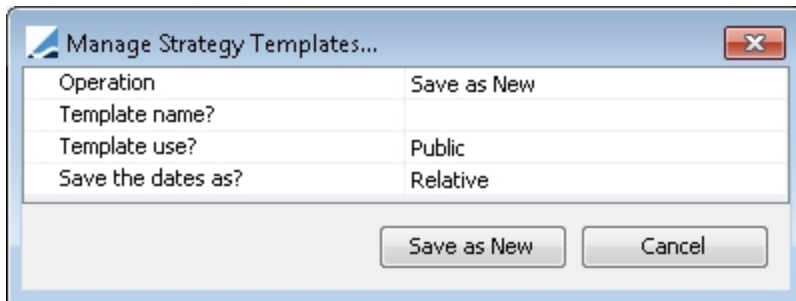 Manage Strategy Templates...
Operation Save as New
Template name?
Template use? Public
Save the dates as? Relative
Save as New Cancel